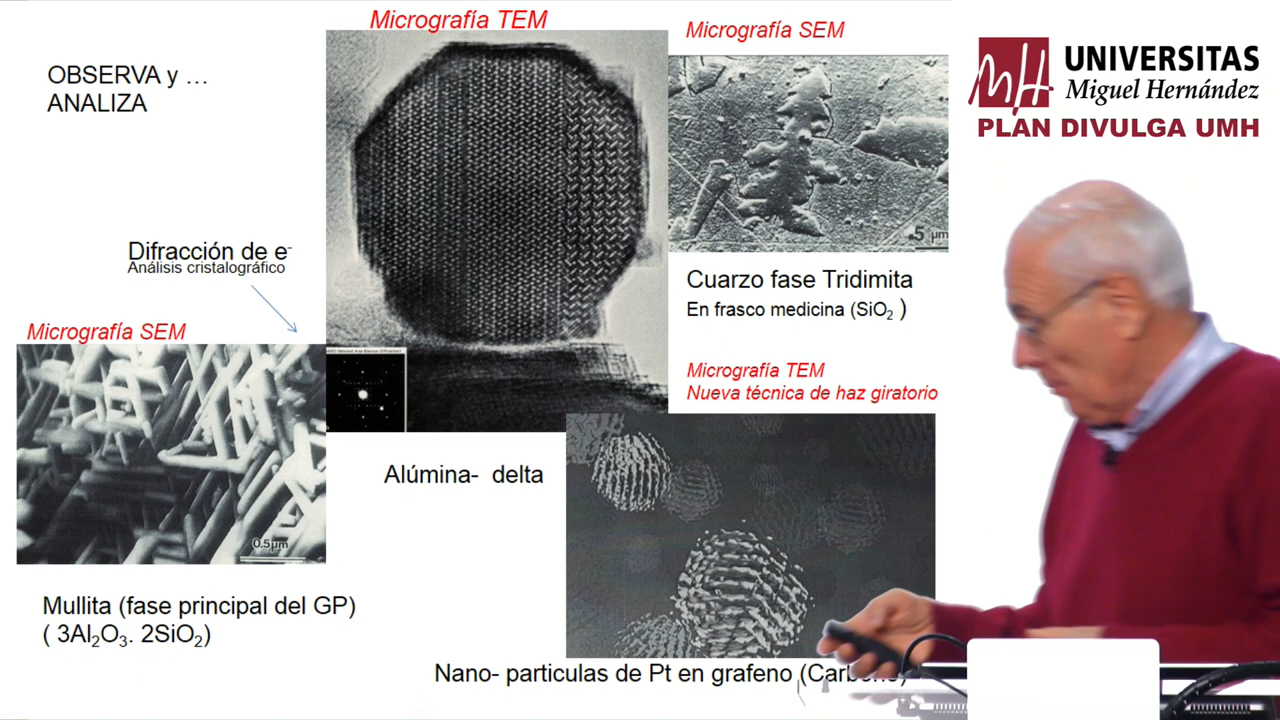 Micrografía TEM
Micrografía SEM
OBSERVA y ...
ANALIZA
UNIVERSITAS
Miguel Hernández
PLAN DIVULGA UMH
Difracción de e-
Análisis cristalográfico
5 µm
Cuarzo fase Tridimita
En frasco medicina (SiO2 )
Micrografía SEM
Micrografía TEM
Nueva técnica de haz giratorio
0.5µm
Alúmina- delta
Mullita (fase principal del GP)
( 3Al2O3. 2SiO2)
Nano- particulas de Pt en grafeno